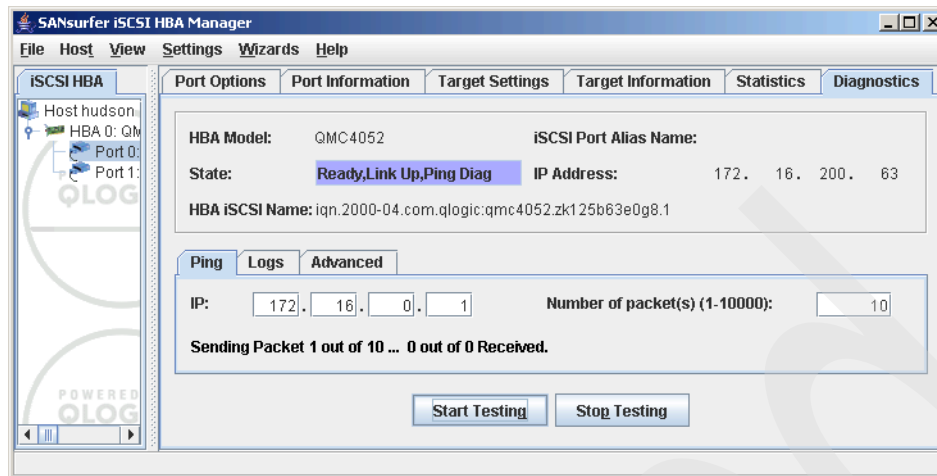 SANsurfer iSCSI HBA Manager
File Host View Settings Wizards Help
iSCSI HBA
Port Options Port Information Target Settings Target Information Statistics Diagnostics
Host hudson
HBA 0: QM
Port 0:
Port 1:
QLOG
POWERED
QLOG
HBA Model: QMC4052 iSCSI Port Alias Name:
State: Ready,Link Up,Ping Diag IP Address: 172. 16. 200. 63
HBA iSCSI Name: iqn.2000-04.com.qlogic:qmc4052.zk125b63e0g8.1
Ping Logs Advanced
IP: 172. 16. 0. 1 Number of packet(s) (1-10000): 10
Sending Packet 1 out of 10 ... 0 out of 0 Received.
Start Testing Stop Testing